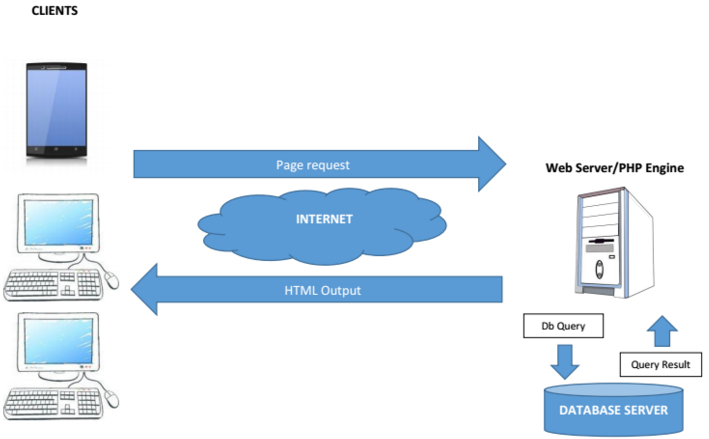 CLIENTS
Page request
Web Server/PHP Engine
INTERNET
HTML Output
Db Query
Query Result
DATABASE SERVER